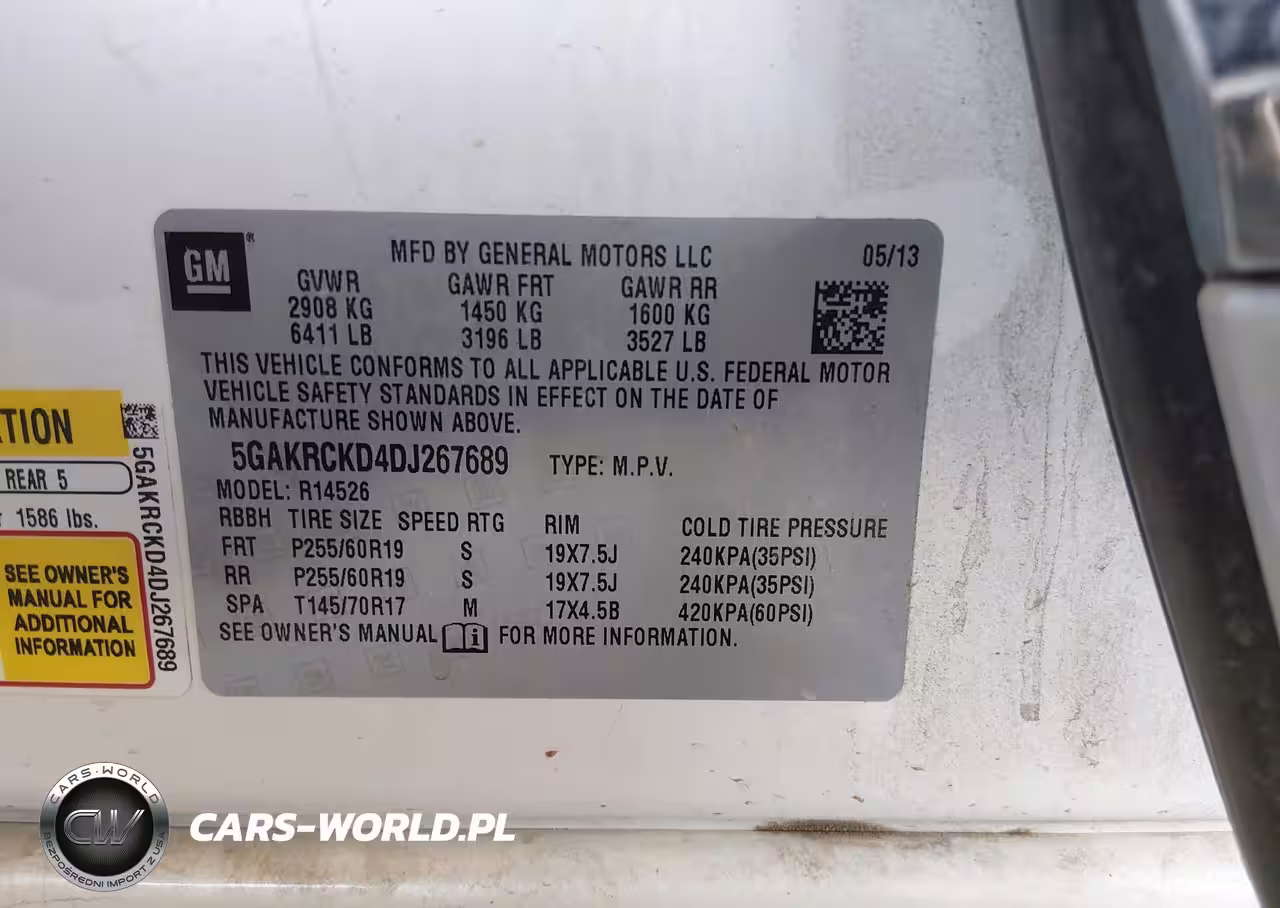 GM
MFD BY GENERAL MOTORS LLC 05/13
GVWR GAWR FRT GAWR RR
2908 KG 1450 KG 1600 KG
6411 LB 3196 LB 3527 LB
THIS VEHICLE CONFORMS TO ALL APPLICABLE U.S. FEDERAL MOTOR
VEHICLE SAFETY STANDARDS IN EFFECT ON THE DATE OF
MANUFACTURE SHOWN ABOVE.
5GAKRCKD4DJ267689 TYPE: M.P.V.
MODEL: R14526
RBBH TIRE SIZE SPEED RTG RIM COLD TIRE PRESSURE
FRT P255/60R19 S 19X7.5J 240KPA(35PSI)
RR P255/60R19 S 19X7.5J 240KPA(35PSI)
SPA T145/70R17 M 17X4.5B 420KPA(60PSI)
SEE OWNER'S MANUAL i FOR MORE INFORMATION.
TION
REAR 5
1586 lbs.
SEE OWNER'S
MANUAL FOR
ADDITIONAL
INFORMATION
5GAKRCKD4DJ267689
CARS-WORLD
CW
BEZPOŚREDNI IMPORT Z USA
CARS-WORLD.PL